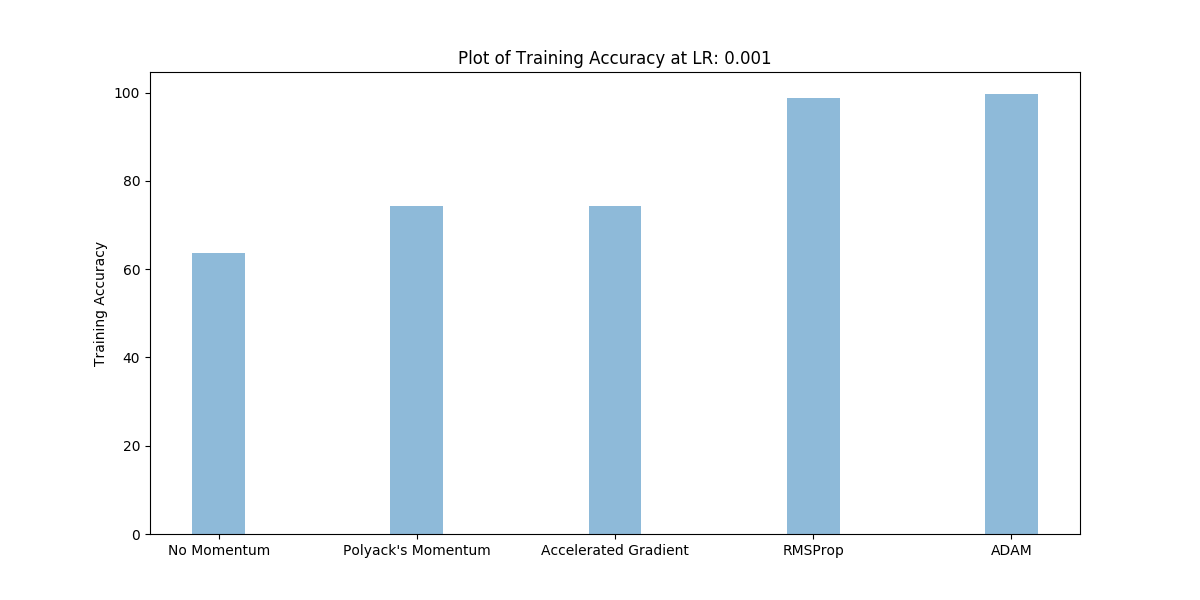 Plot of Training Accuracy at LR: 0.001
Training Accuracy
100
80
60
40
20
0
No Momentum Polyack's Momentum Accelerated Gradient RMSProp ADAM